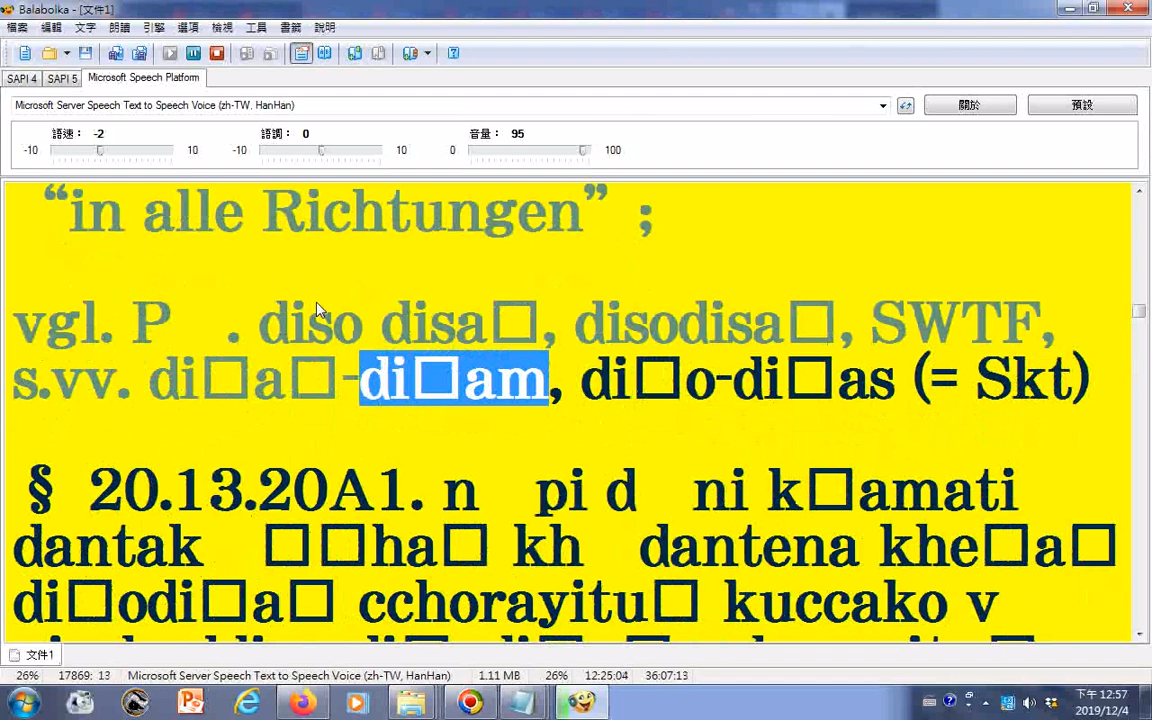 Balabolka - [文件1]
檔案 編輯 文字 朗讀 引擎 選項 檢視 工具 書籤 說明
SAPI 4 SAPI 5 Microsoft Speech Platform
Microsoft Server Speech Text to Speech Voice (zh-TW, HanHan) 關於 預設
語速： -2 語調： 0 音量： 95
-10 10 -10 10 0 100
“in alle Richtungen” ;
vgl. P . diso disa□, disodisa□, SWTF,
s.vv. di□a□-di□am, di□o-di□as (= Skt)
§ 20.13.20A1. n pi d ni k□amati
dantak □□ha□ kh dantena khe□a□
di□odi□a□ cchorayitu□ kuccako v
文件1
26% 17869: 13 Microsoft Server Speech Text to Speech Voice (zh-TW, HanHan) 1.11 MB 26% 12:25:04 36:07:13
下午 12:57
2019/12/4